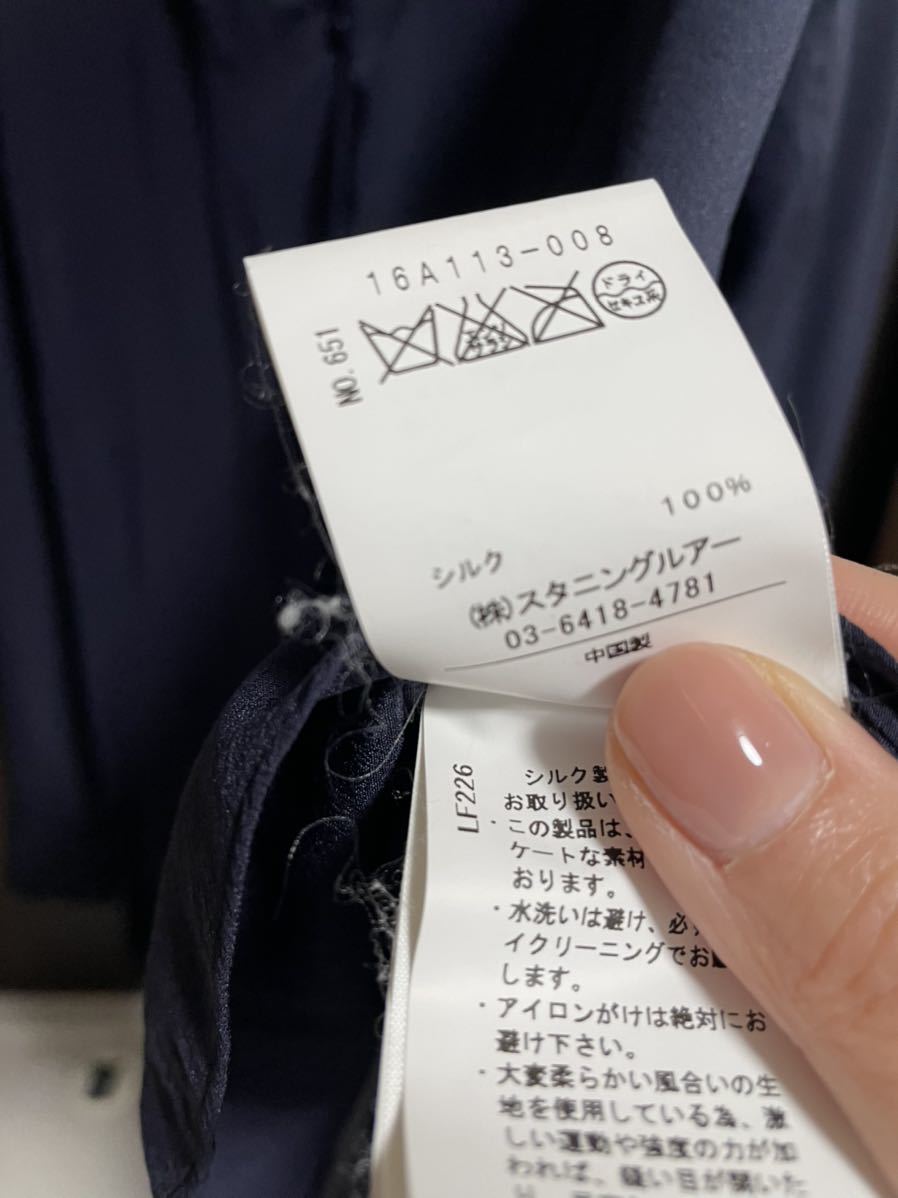 16A113-008
NO. 651
エンソ
サラシ
ドライ
セキユ系
シルク 100%
(株)スタニングルアー
03-6418-4781
中国製
LF226
シルク製
お取り扱い
・この製品は、
ケートな素材
おります。
・水洗いは避け、必
イクリーニングでお
します。
・アイロンがけは絶対にお
避け下さい。
・大変柔らかい風合いの生
地を使用している為、激
しい運動や強度の力が加
われば、縫い目が開いた